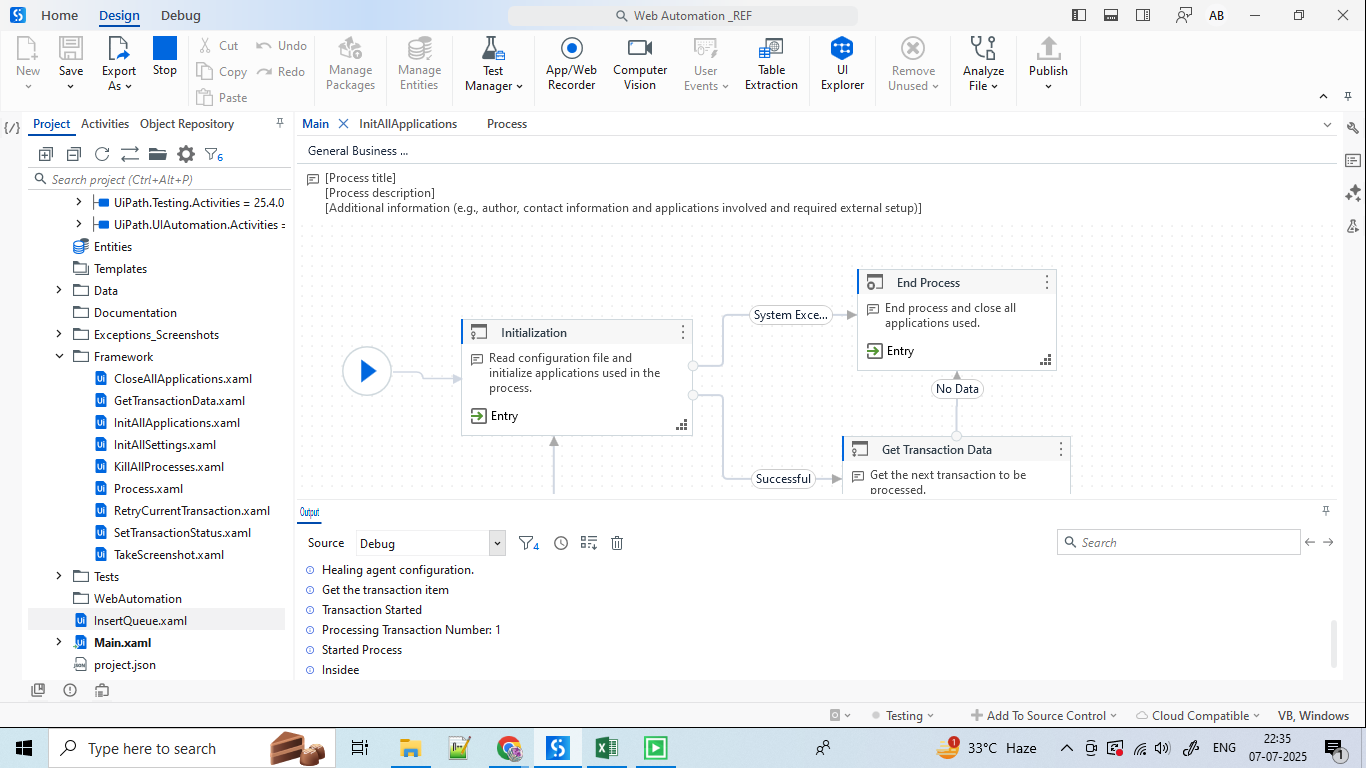 Home
Design
Debug
Web Automation _REF
AB
New
Save
Export As
Stop
Cut
Copy
Paste
Undo
Redo
Manage Packages
Manage Entities
Test Manager
App/Web Recorder
Computer Vision
User Events
Table Extraction
UI Explorer
Remove Unused
Analyze File
Publish
Project
Activities
Object Repository
6
Search project (Ctrl+Alt+P)
UiPath.Testing.Activities = 25.4.0
UiPath.UIAutomation.Activities =
Entities
Templates
Data
Documentation
Exceptions_Screenshots
Framework
CloseAllApplications.xaml
GetTransactionData.xaml
InitAllApplications.xaml
InitAllSettings.xaml
KillAllProcesses.xaml
Process.xaml
RetryCurrentTransaction.xaml
SetTransactionStatus.xaml
TakeScreenshot.xaml
Tests
WebAutomation
InsertQueue.xaml
Main.xaml
project.json
Main
InitAllApplications
Process
General Business ...
[Process title]
[Process description]
[Additional information (e.g., author, contact information and applications involved and required external setup)]
Initialization
Read configuration file and
initialize applications used in the
process.
Entry
System Exce...
Successful
End Process
End process and close all
applications used.
Entry
No Data
Get Transaction Data
Get the next transaction to be
processed.
Output
Source
Debug
4
Search
Healing agent configuration.
Get the transaction item
Transaction Started
Processing Transaction Number: 1
Started Process
Insidee
Testing
Add To Source Control
Cloud Compatible
VB, Windows
Type here to search
1
33°C Haze
ENG
22:35
07-07-2025
1